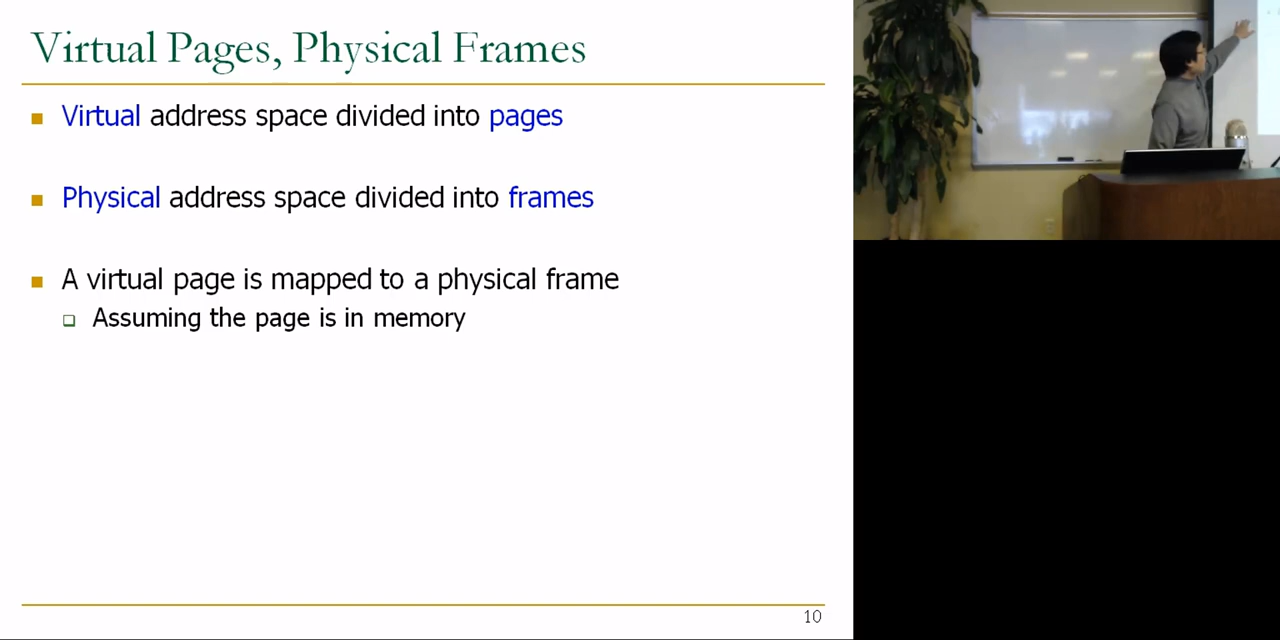 Virtual Pages, Physical Frames
Virtual address space divided into pages
Physical address space divided into frames
A virtual page is mapped to a physical frame
Assuming the page is in memory
10